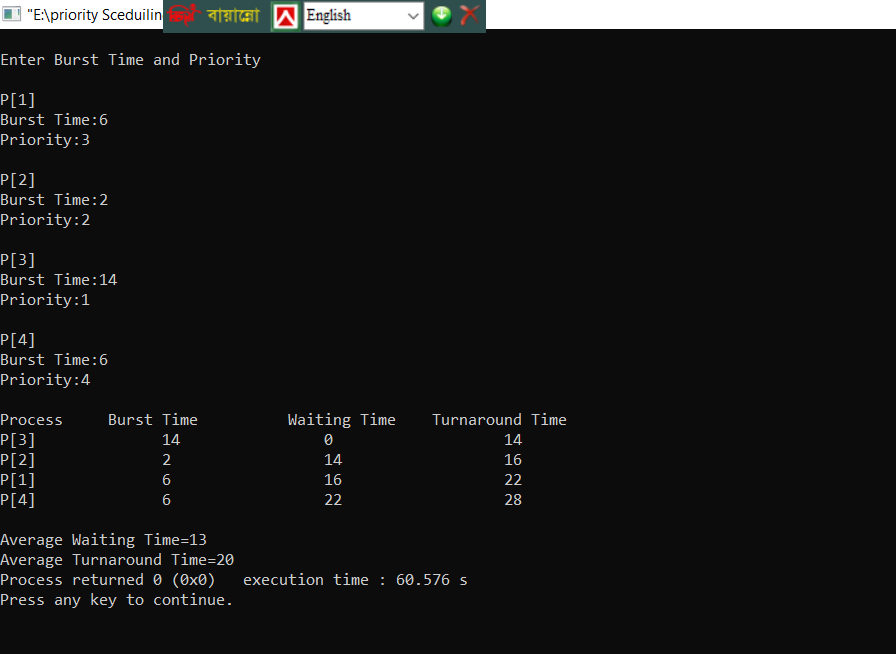 "E:\priority Sceduilin
বায়ান্নো
English
Enter Burst Time and Priority
P[1]
Burst Time:6
Priority:3
P[2]
Burst Time:2
Priority:2
P[3]
Burst Time:14
Priority:1
P[4]
Burst Time:6
Priority:4
Process Burst Time Waiting Time Turnaround Time
P[3] 14 0 14
P[2] 2 14 16
P[1] 6 16 22
P[4] 6 22 28
Average Waiting Time=13
Average Turnaround Time=20
Process returned 0 (0x0) execution time : 60.576 s
Press any key to continue.